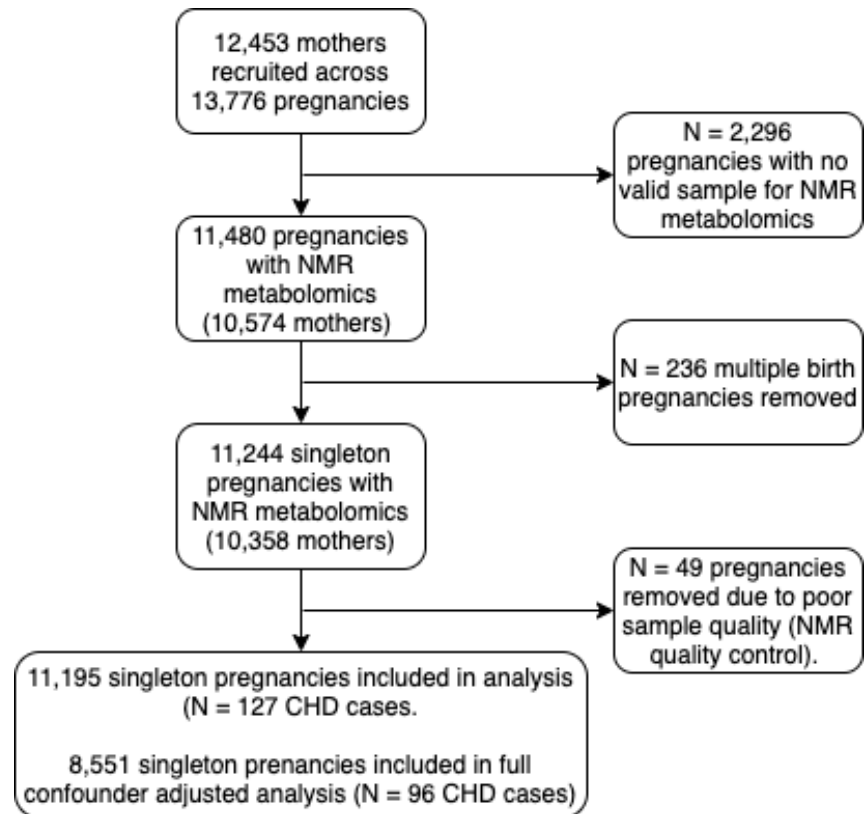 12,453 mothers
recruited across
13,776 pregnancies
N = 2,296
pregnancies with no
valid sample for NMR
metabolomics
11,480 pregnancies
with NMR
metabolomics
(10,574 mothers)
N = 236 multiple birth
pregnancies removed
11,244 singleton
pregnancies with
NMR metabolomics
(10,358 mothers)
N = 49 pregnancies
removed due to poor
sample quality (NMR
quality control).
11,195 singleton pregnancies included in analysis
(N = 127 CHD cases.
8,551 singleton prenancies included in full
confounder adjusted analysis (N = 96 CHD cases)